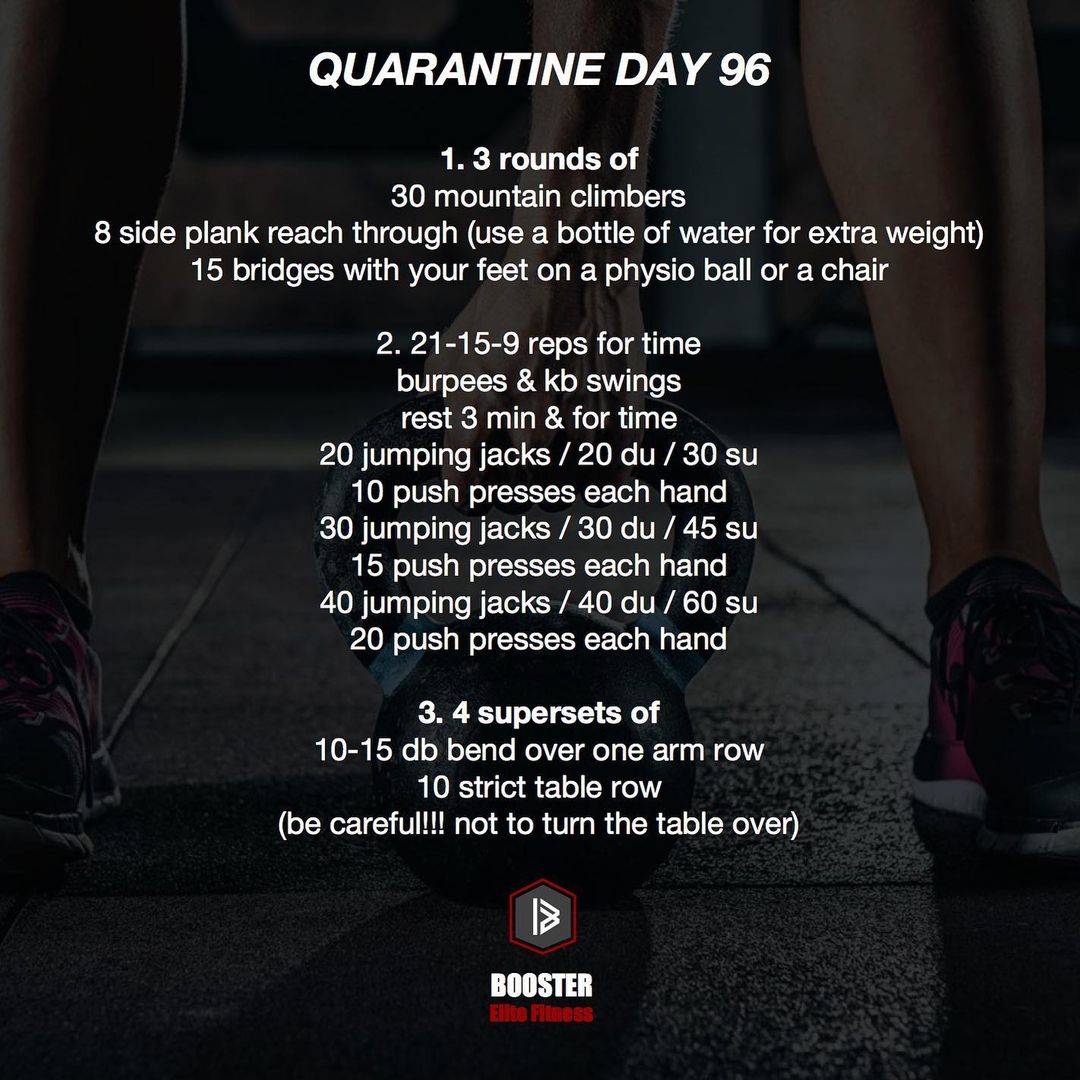 QUARANTINE DAY 96
1. 3 rounds of
30 mountain climbers
8 side plank reach through (use a bottle of water for extra weight)
15 bridges with your feet on a physio ball or a chair
2. 21-15-9 reps for time
burpees & kb swings
rest 3 min & for time
20 jumping jacks / 20 du / 30 su
10 push presses each hand
30 jumping jacks / 30 du / 45 su
15 push presses each hand
40 jumping jacks / 40 du / 60 su
20 push presses each hand
3. 4 supersets of
10-15 db bend over one arm row
10 strict table row
(be careful!!! not to turn the table over)
BOOSTER
Elite Fitness